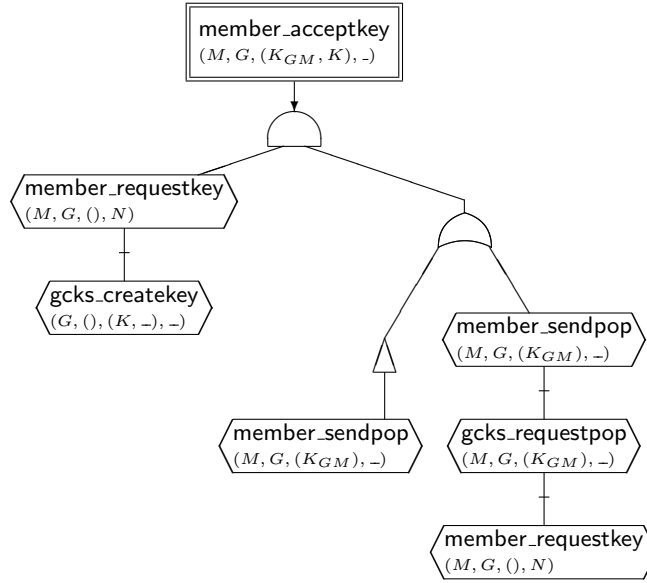 member_acceptkey
(M, G, (K_GM, K), _)
member_requestkey
(M, G, (), N)
gcks_createkey
(G, (), (K, _), _)
member_sendpop
(M, G, (K_GM), _)
member_sendpop
(M, G, (K_GM), _)
gcks_requestpop
(M, G, (K_GM), _)
member_requestkey
(M, G, (), N)